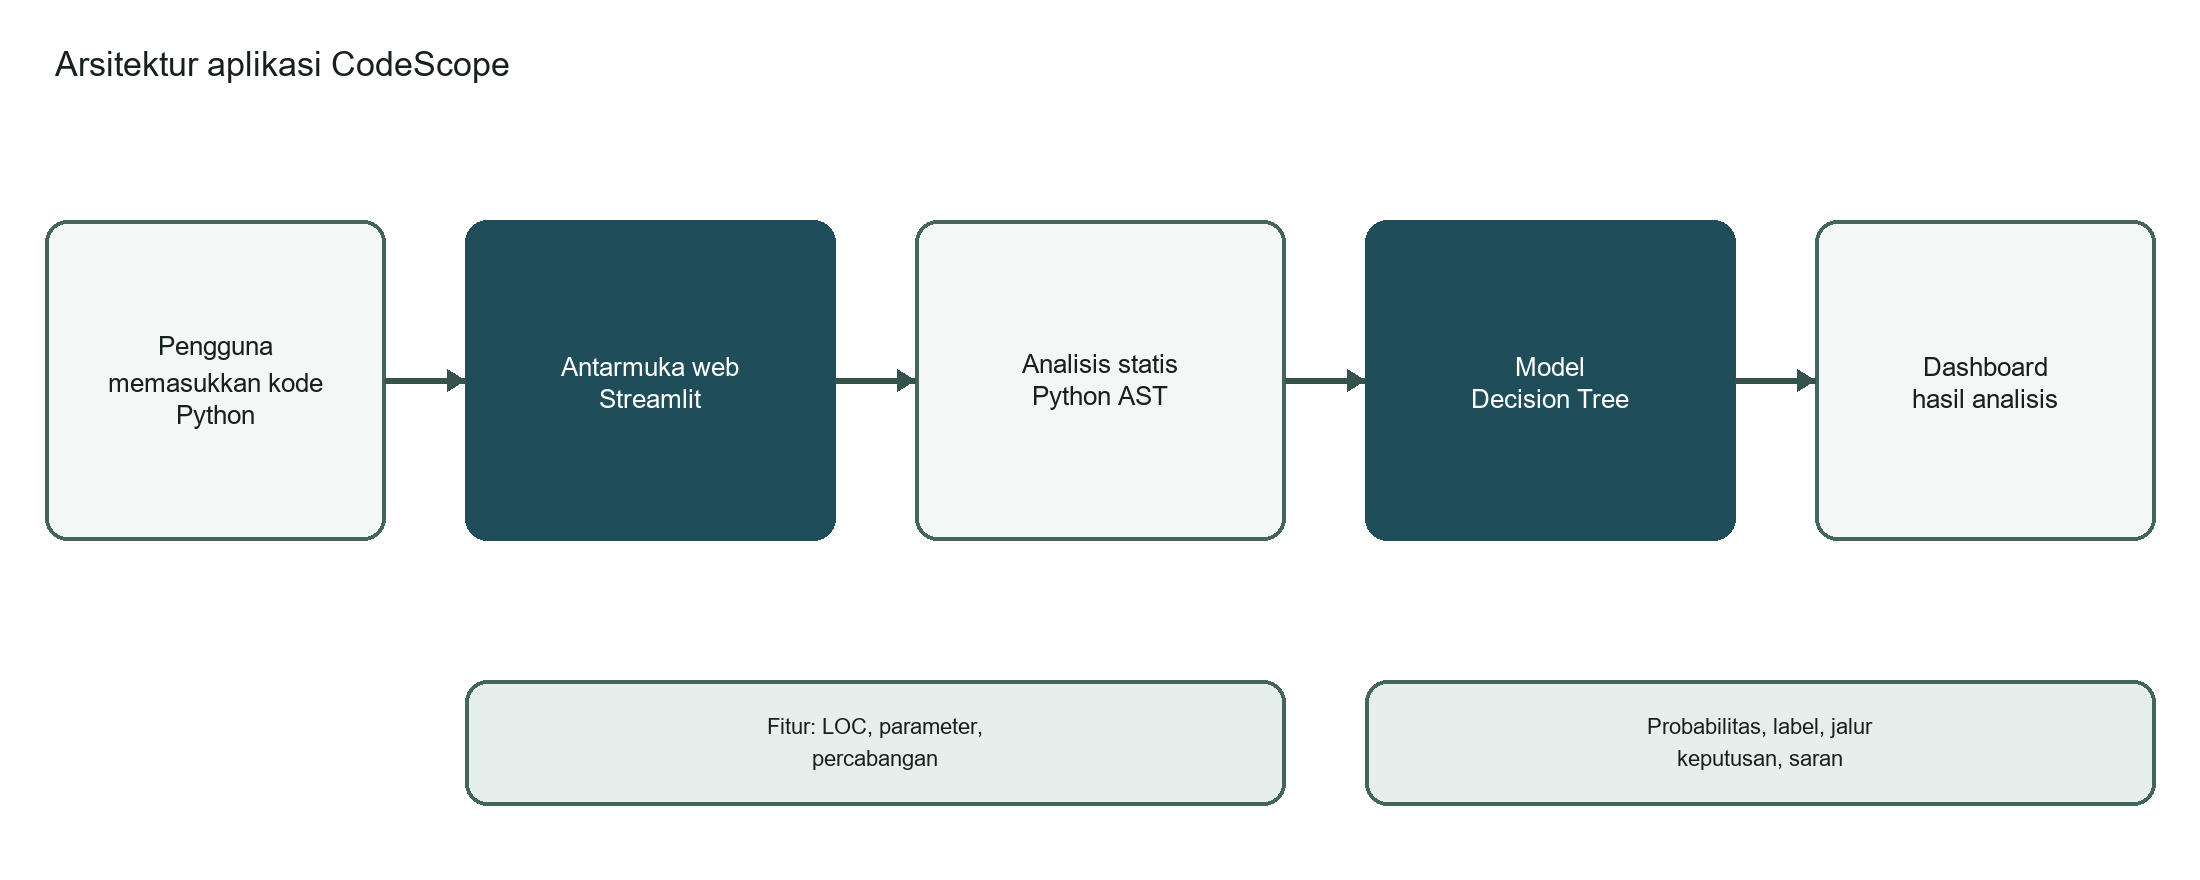 Arsitektur aplikasi CodeScope
Pengguna
memasukkan kode
Python
Antarmuka web
Streamlit
Analisis statis
Python AST
Model
Decision Tree
Dashboard
hasil analisis
Fitur: LOC, parameter,
percabangan
Probabilitas, label, jalur
keputusan, saran